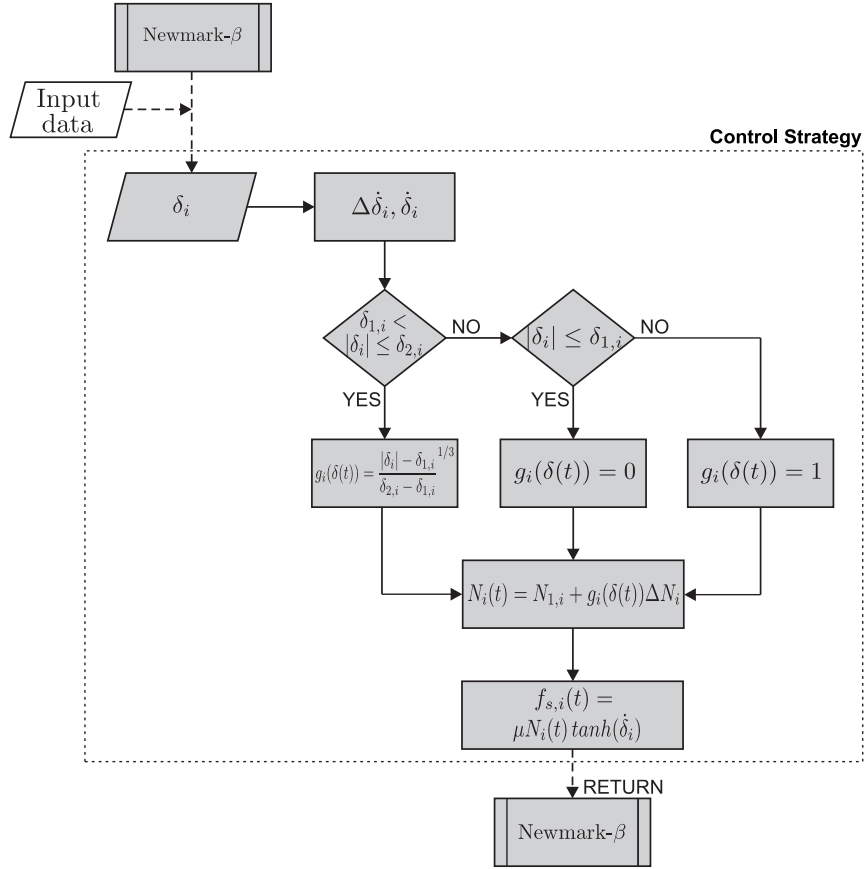 Newmark-β
Input
data
Control Strategy
δ_i
Δδ̇_i, δ̇_i
δ_{1,i} <
|δ_i| ≤ δ_{2,i}
NO
|δ_i| ≤ δ_{1,i}
NO
YES
YES
g_i(δ(t)) = \frac{|δ_i| − δ_{1,i}}{δ_{2,i} − δ_{1,i}}^{1/3}
g_i(δ(t)) = 0
g_i(δ(t)) = 1
N_i(t) = N_{1,i} + g_i(δ(t))ΔN_i
f_{s,i}(t) =
μN_i(t) tanh(δ̇_i)
RETURN
Newmark-β